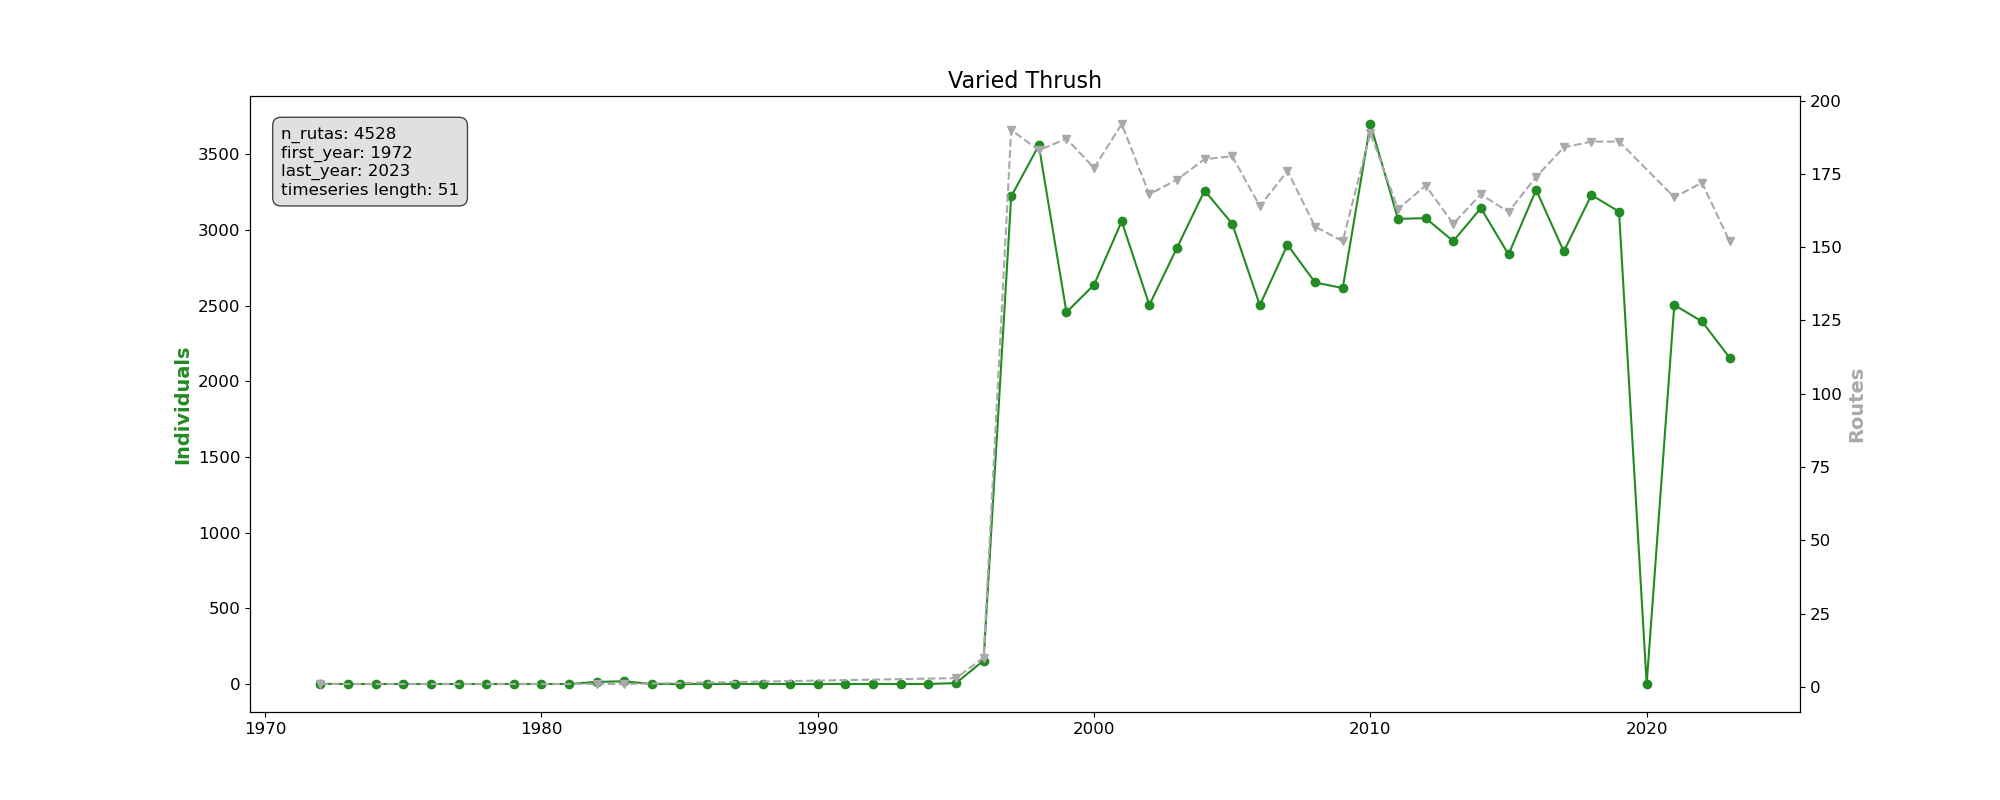 Varied Thrush
n_rutas: 4528
first_year: 1972
last_year: 2023
timeseries length: 51
Individuals
3500
3000
2500
2000
1500
1000
500
0
200
175
150
125
100
75
50
25
0
Routes
1970 1980 1990 2000 2010 2020